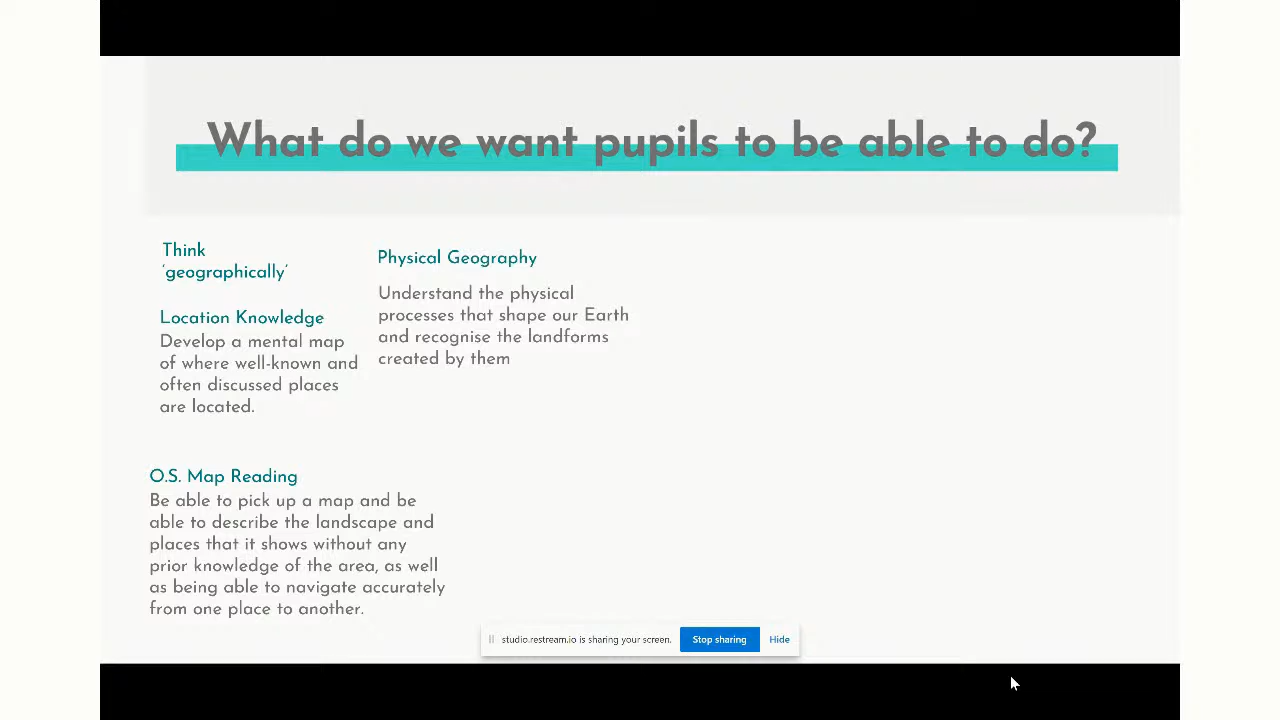 What do we want pupils to be able to do?
Think
'geographically'
Location Knowledge
Develop a mental map
of where well-known and
often discussed places
are located.
Physical Geography
Understand the physical
processes that shape our Earth
and recognise the landforms
created by them
O.S. Map Reading
Be able to pick up a map and be
able to describe the landscape and
places that it shows without any
prior knowledge of the area, as well
as being able to navigate accurately
from one place to another.
studio.restream.io is sharing your screen. Stop sharing Hide